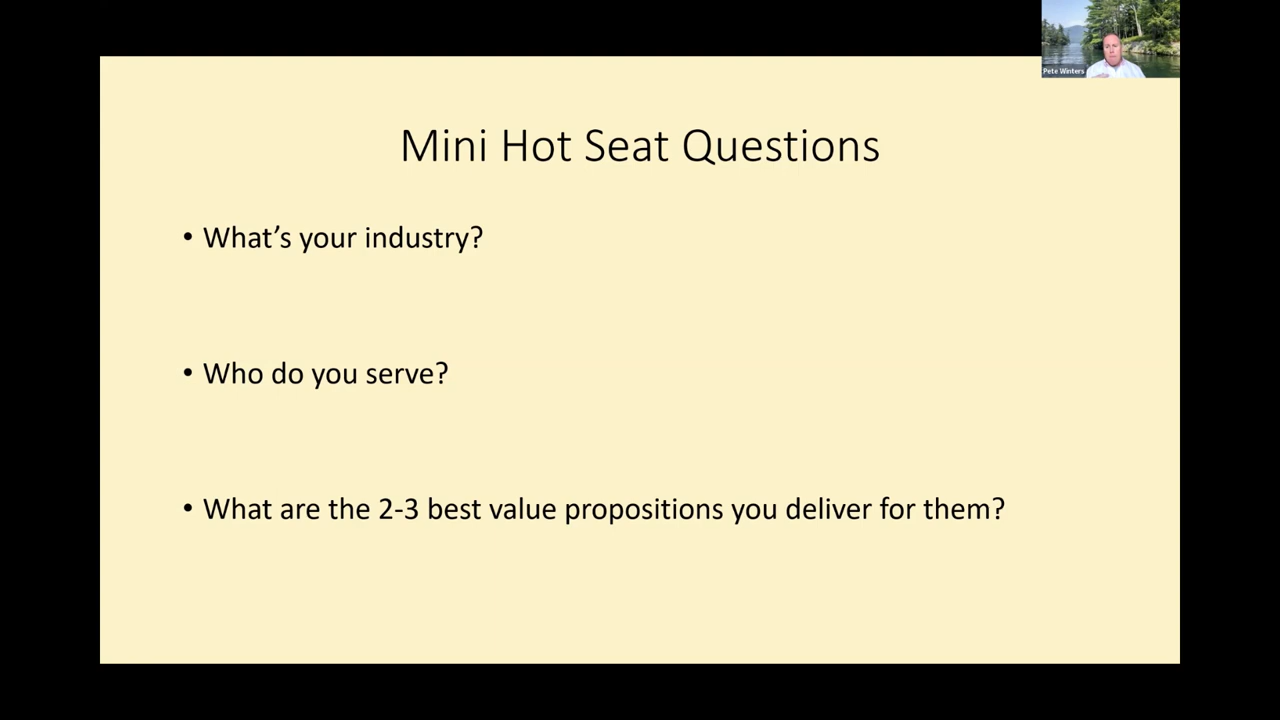 Pete Winters
Mini Hot Seat Questions
• What’s your industry?
• Who do you serve?
• What are the 2-3 best value propositions you deliver for them?